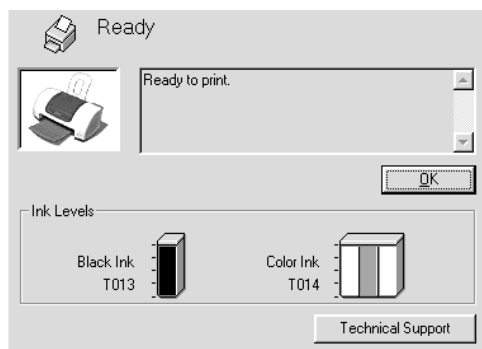 Ready
Ready to print.
OK
Ink Levels
Black Ink
T013
Color Ink
T014
Technical Support